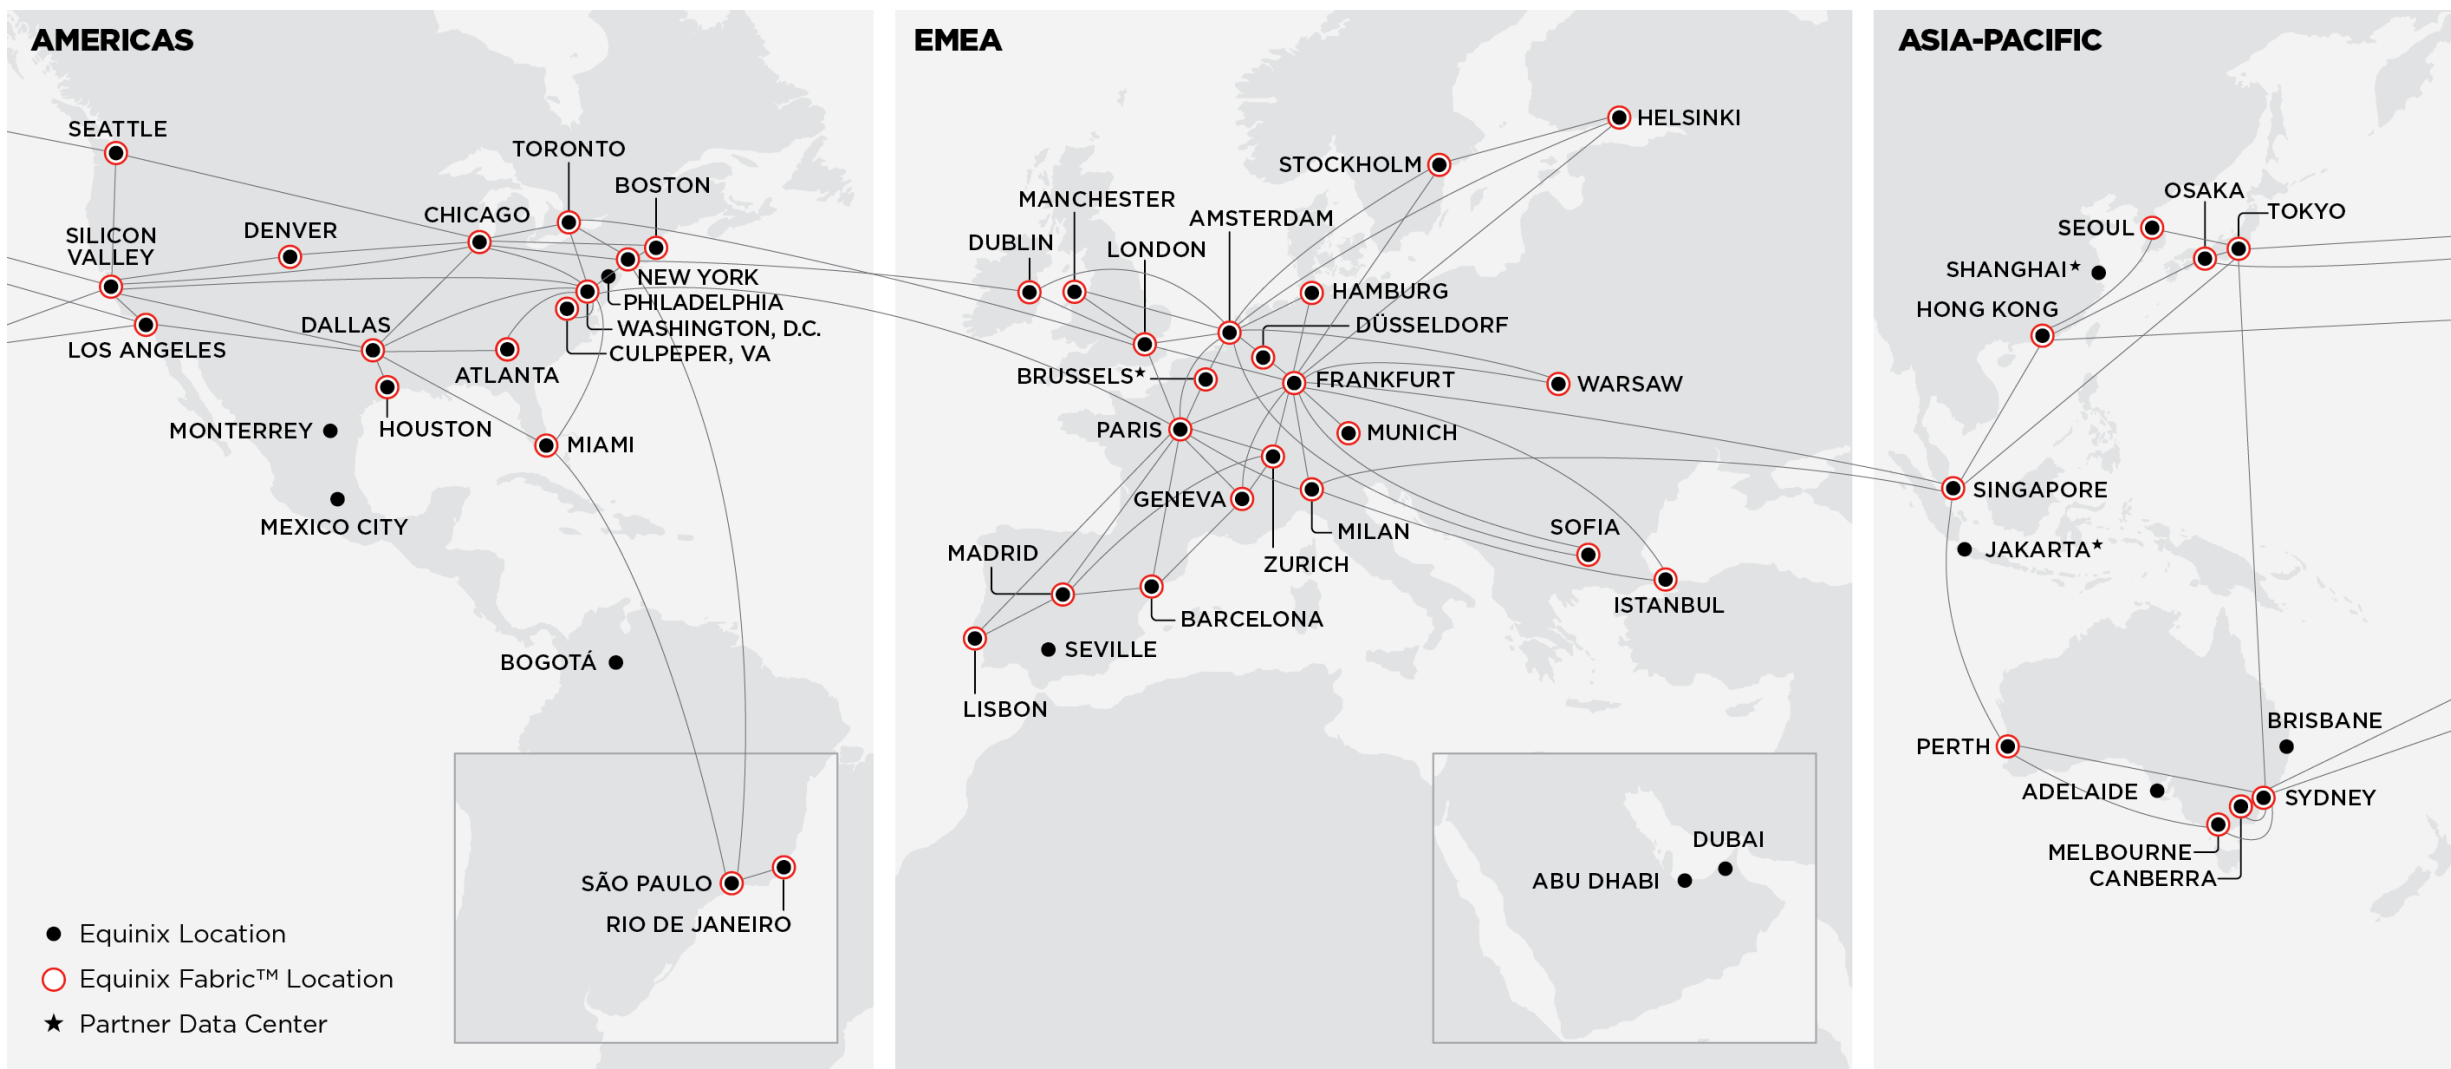 AMERICAS
SEATTLE
TORONTO
BOSTON
CHICAGO
DENVER
SILICON
VALLEY
NEW YORK
PHILADELPHIA
WASHINGTON, D.C.
CULPEPER, VA
DALLAS
LOS ANGELES
ATLANTA
HOUSTON
MONTERREY
MIAMI
MEXICO CITY
BOGOTÁ
SÃO PAULO
RIO DE JANEIRO
Equinix Location
Equinix Fabric™ Location
★ Partner Data Center
EMEA
HELSINKI
STOCKHOLM
MANCHESTER
AMSTERDAM
DUBLIN
LONDON
HAMBURG
DÜSSELDORF
BRUSSELS★
FRANKFURT
WARSAW
PARIS
MUNICH
GENEVA
MILAN
SOFIA
ZURICH
MADRID
ISTANBUL
BARCELONA
SEVILLE
LISBON
DUBAI
ABU DHABI
ASIA-PACIFIC
OSAKA
TOKYO
SEOUL
SHANGHAI★
HONG KONG
SINGAPORE
JAKARTA★
BRISBANE
PERTH
ADELAIDE
SYDNEY
MELBOURNE
CANBERRA